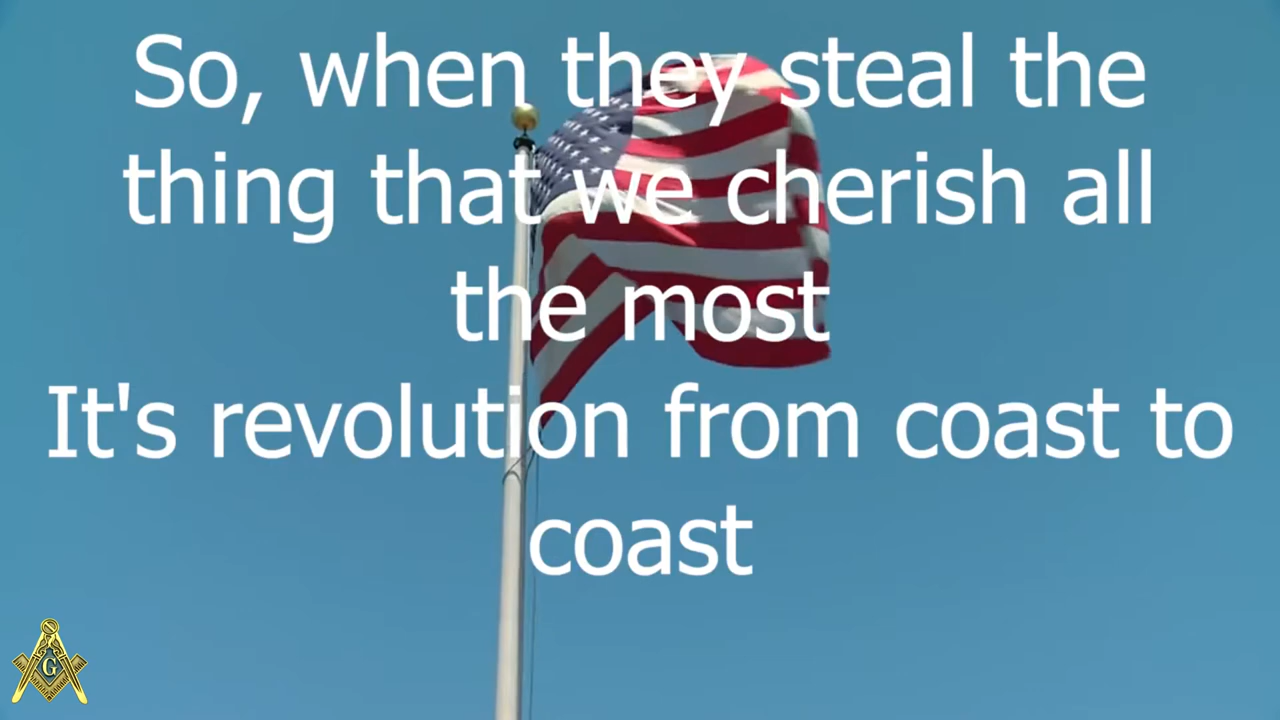 So, when they steal the
thing that we cherish all
the most
It's revolution from coast to
coast
G